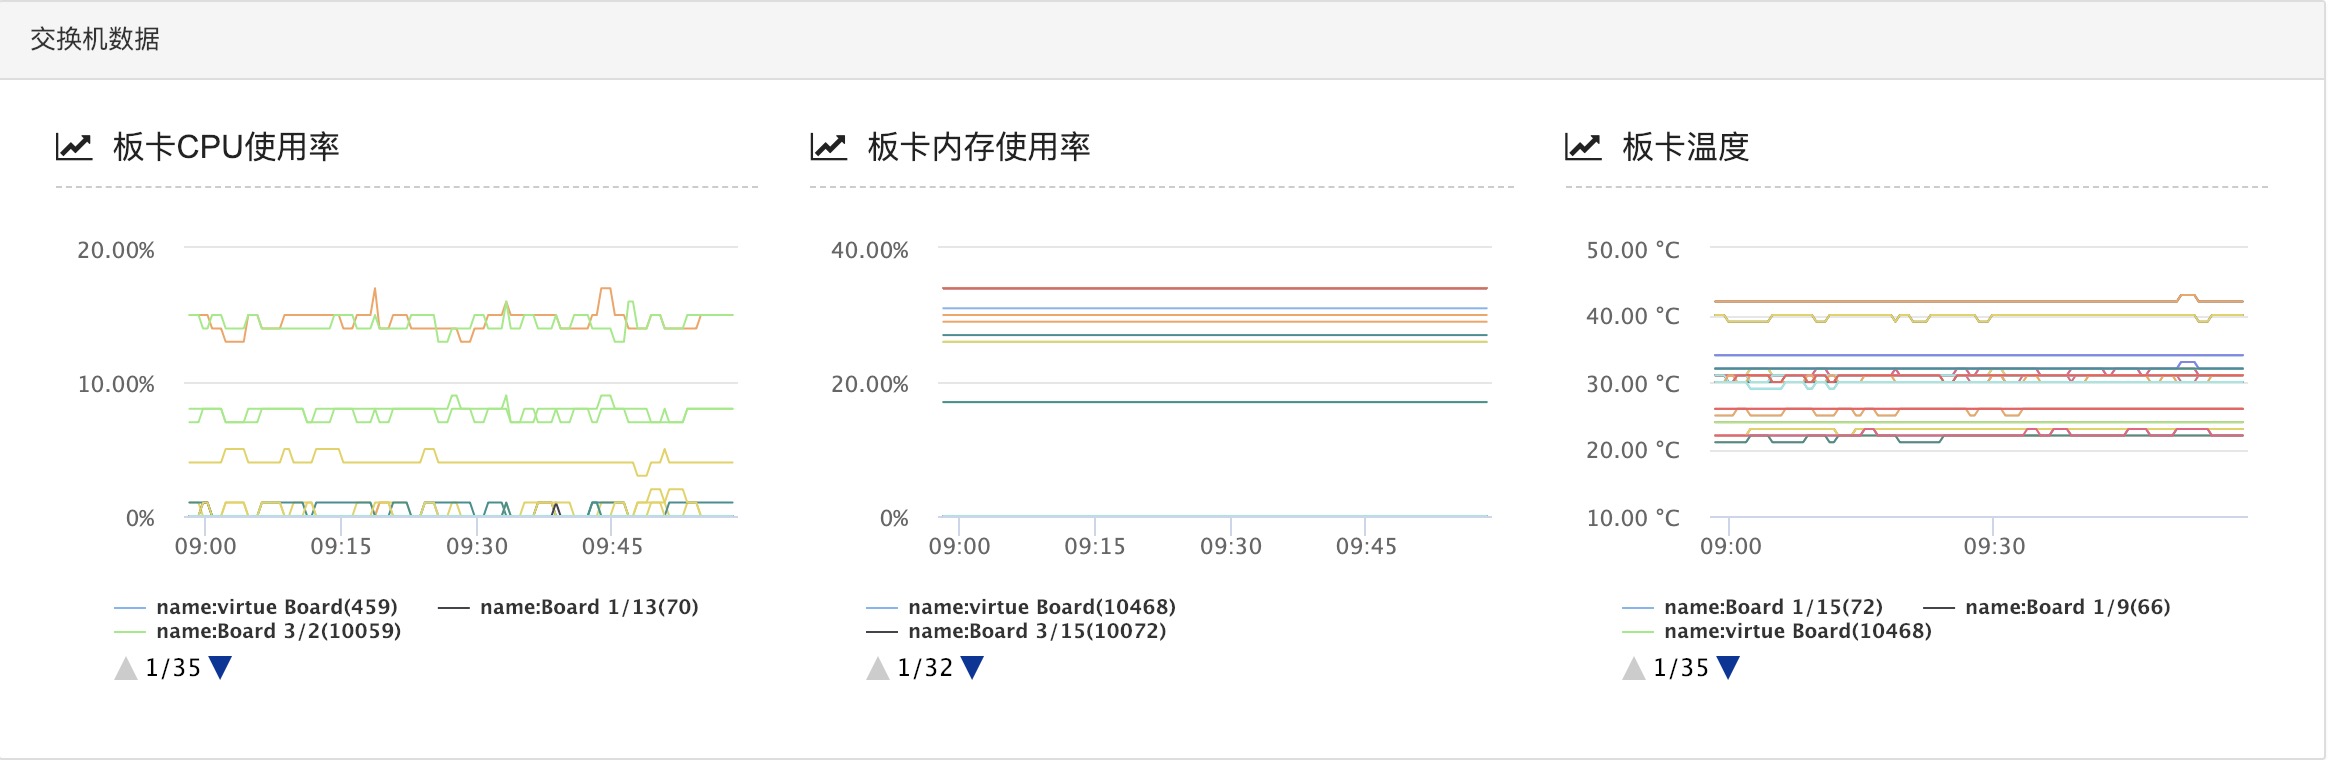 交换机数据
板卡CPU使用率
20.00%
10.00%
0%
09:00 09:15 09:30 09:45
name:virtue Board(459) name:Board 1/13(70)
name:Board 3/2(10059)
1/35
板卡内存使用率
40.00%
20.00%
0%
09:00 09:15 09:30 09:45
name:virtue Board(10468)
name:Board 3/15(10072)
1/32
板卡温度
50.00 °C
40.00 °C
30.00 °C
20.00 °C
10.00 °C
09:00 09:30
name:Board 1/15(72) name:Board 1/9(66)
name:virtue Board(10468)
1/35